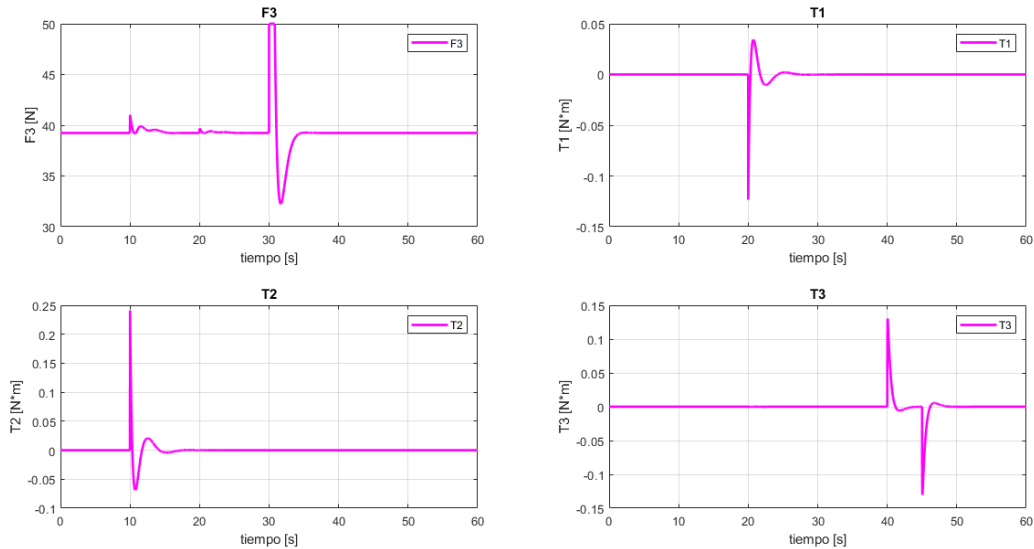 F3
F3
F3 [N]
50
45
40
35
30
0 10 20 30 40 50 60
tiempo [s]
T1
T1
T1 [N*m]
0.05
0
-0.05
-0.1
-0.15
0 10 20 30 40 50 60
tiempo [s]
T2
T2
T2 [N*m]
0.25
0.2
0.15
0.1
0.05
0
-0.05
-0.1
0 10 20 30 40 50 60
tiempo [s]
T3
T3
T3 [N*m]
0.15
0.1
0.05
0
-0.05
-0.1
-0.15
0 10 20 30 40 50 60
tiempo [s]